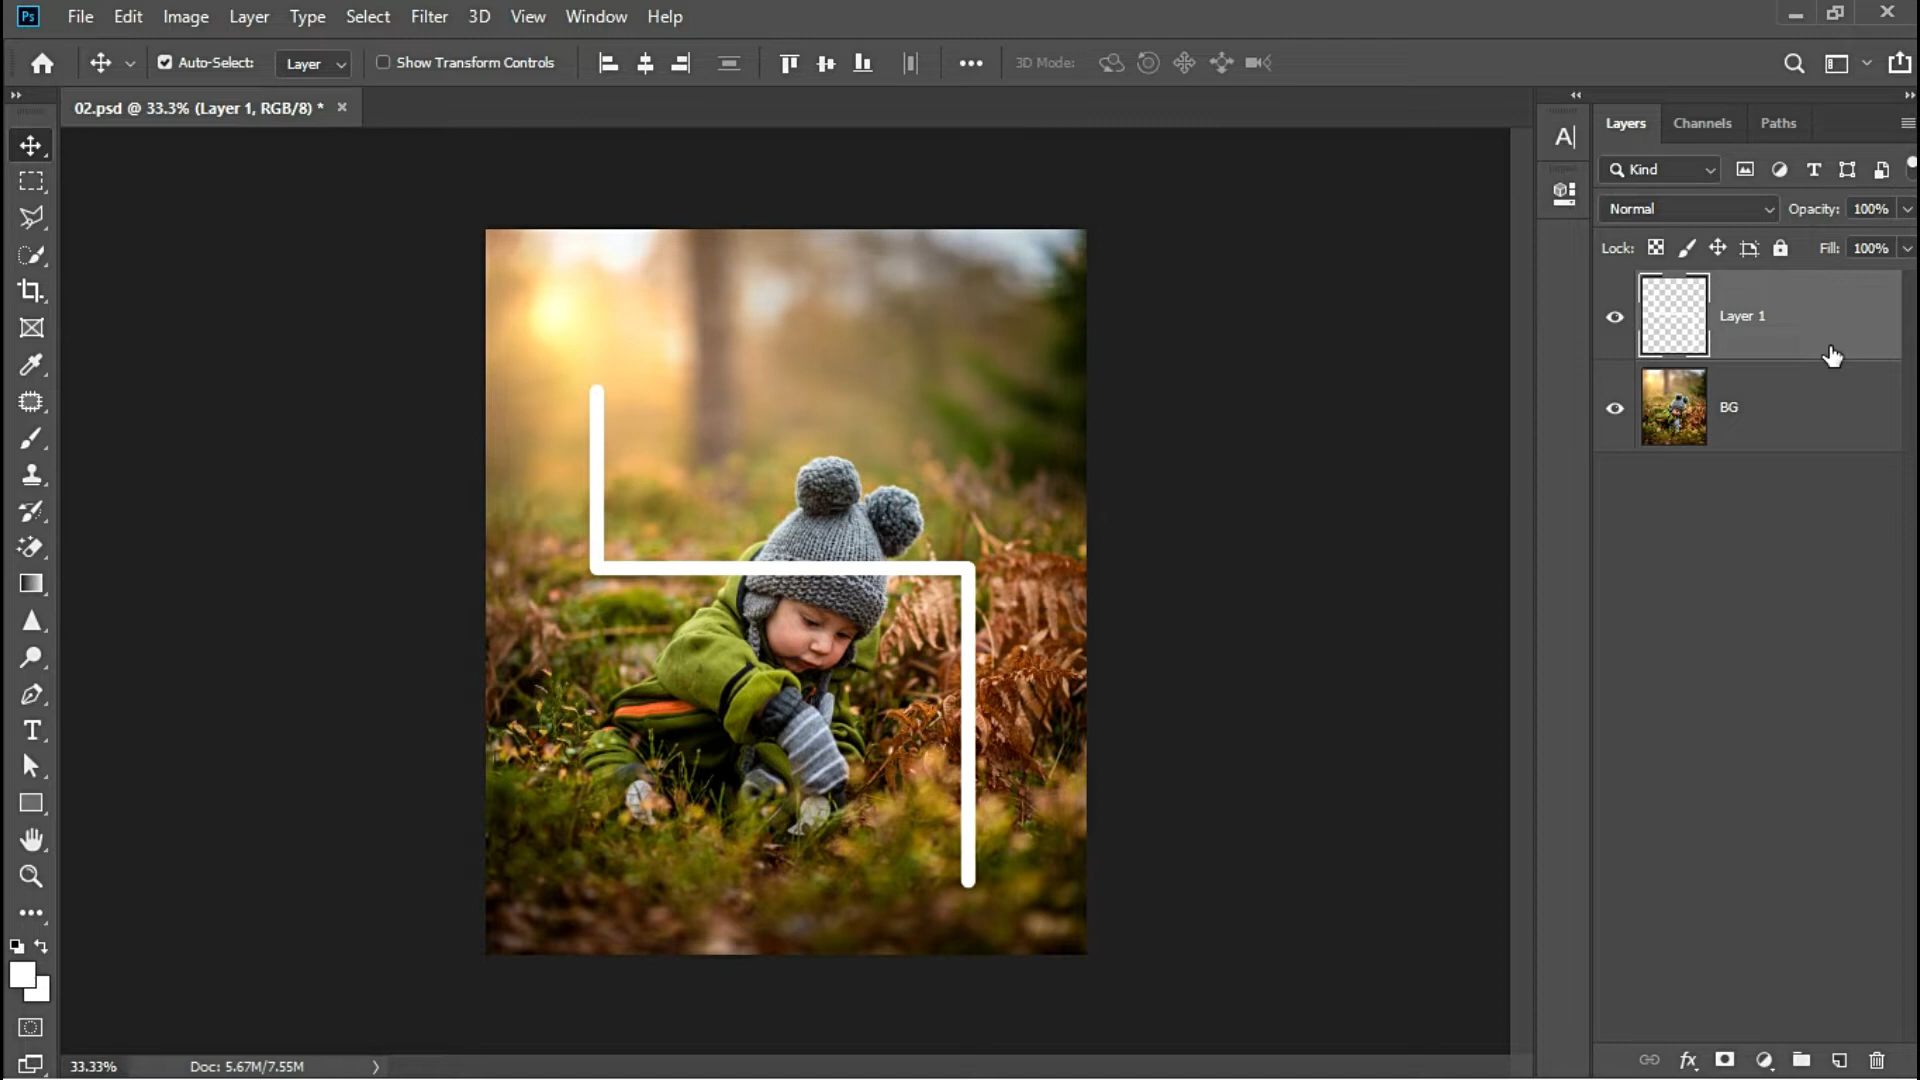 Ps File Edit Image Layer Type Select Filter 3D View Window Help
Auto-Select: Layer Show Transform Controls 3D Mode:
02.psd @ 33.3% (Layer 1, RGB/8) *
Layers Channels Paths
Kind
Normal Opacity: 100%
Lock: Fill: 100%
Layer 1
BG
33.33% Doc: 5.67M/7.55M